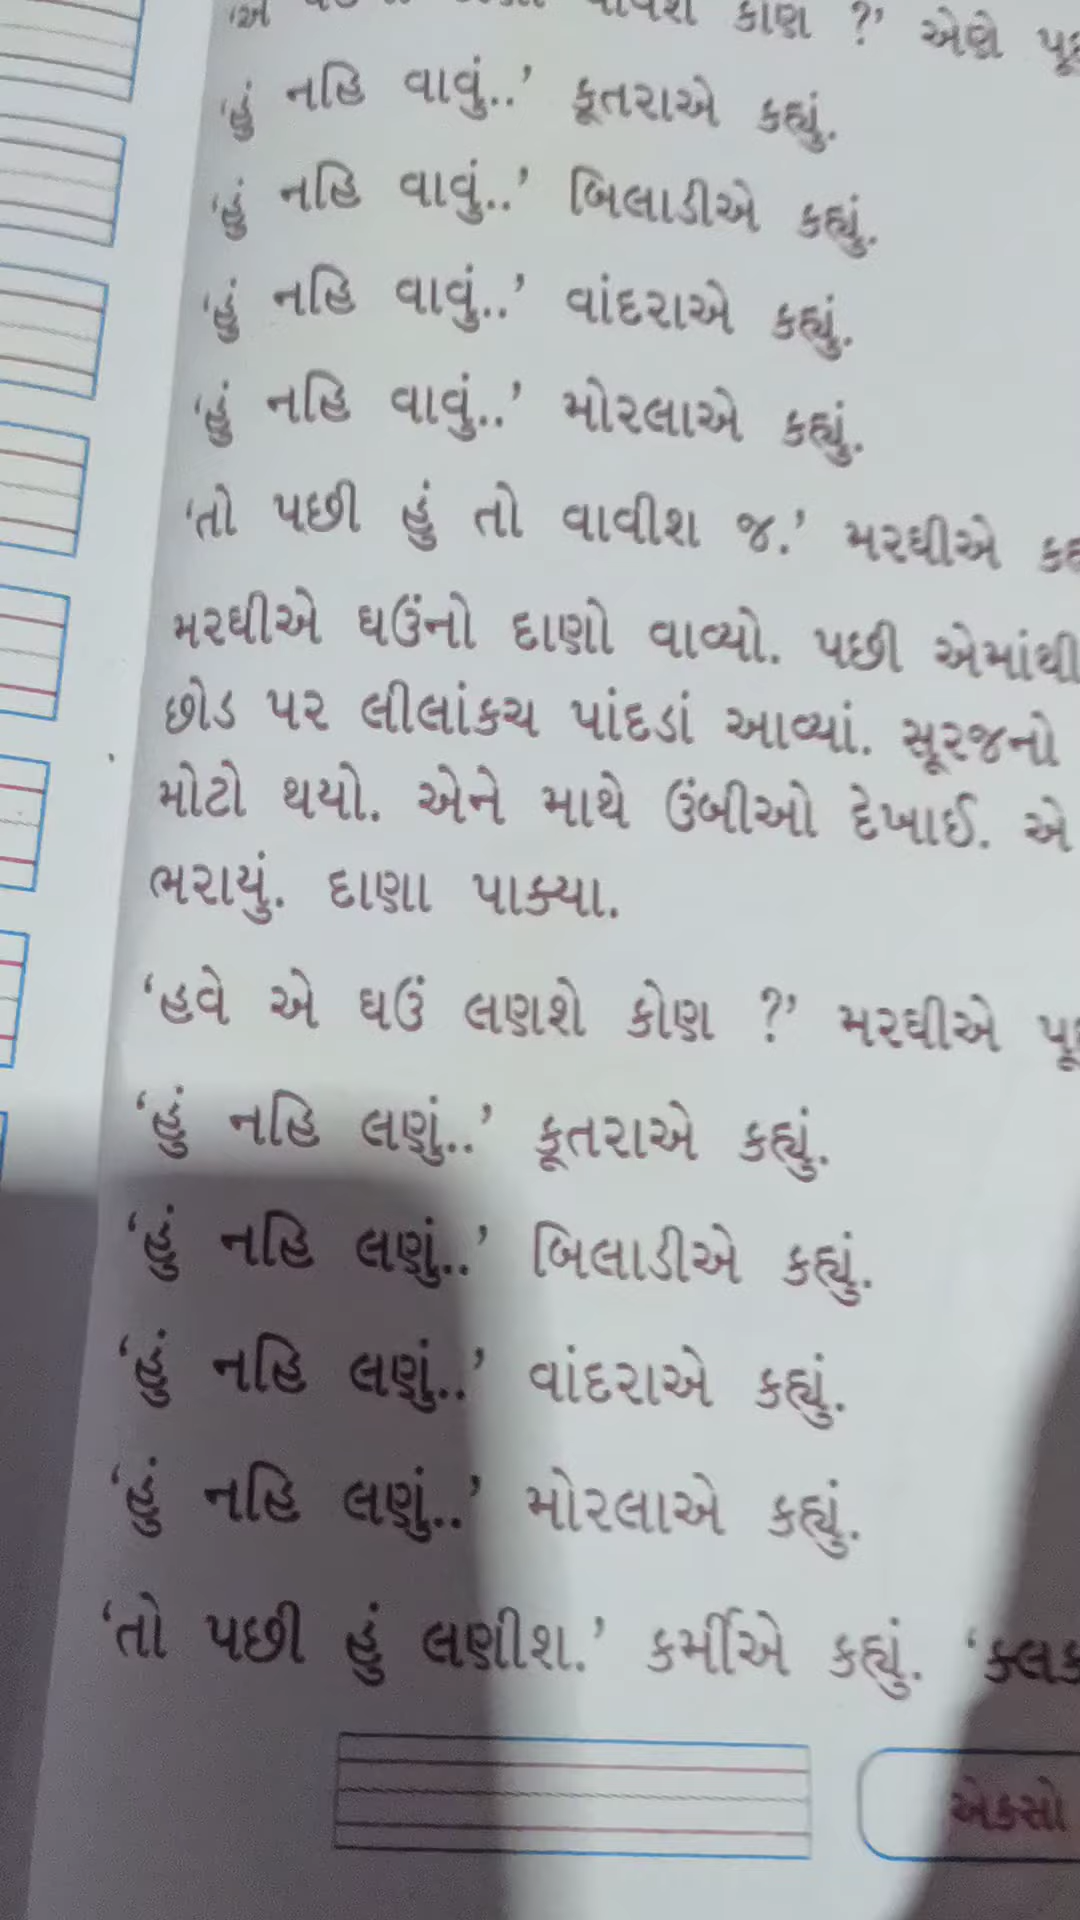 કોણ ?’ એણે
‘હું નહિ વાવું..’ કૂતરાએ કહ્યું.
‘હું નહિ વાવું..’ બિલાડીએ કહ્યું.
‘હું નહિ વાવું..’ વાંદરાએ કહ્યું.
‘હું નહિ વાવું..’ મોરલાએ કહ્યું.
‘તો પછી હું તો વાવીશ જ.’ મરઘીએ
મરઘીએ ઘઉંનો દાણો વાવ્યો. પછી એમાંથી
છોડ પર લીલાંકચ પાંદડાં આવ્યાં. સૂરજનો
મોટો થયો. એને માથે ઉંબીઓ દેખાઈ. એ
ભરાયું. દાણા પાક્યા.
‘હવે એ ઘઉં લણશે કોણ ?’ મરઘીએ
‘હું નહિ લણું..’ કૂતરાએ કહ્યું.
‘હું નહિ લણું..’ બિલાડીએ કહ્યું.
‘હું નહિ લણું..’ વાંદરાએ કહ્યું.
‘હું નહિ લણું..’ મોરલાએ કહ્યું.
‘તો પછી હું લણીશ.’ કર્મીએ કહ્યું.
એકસો